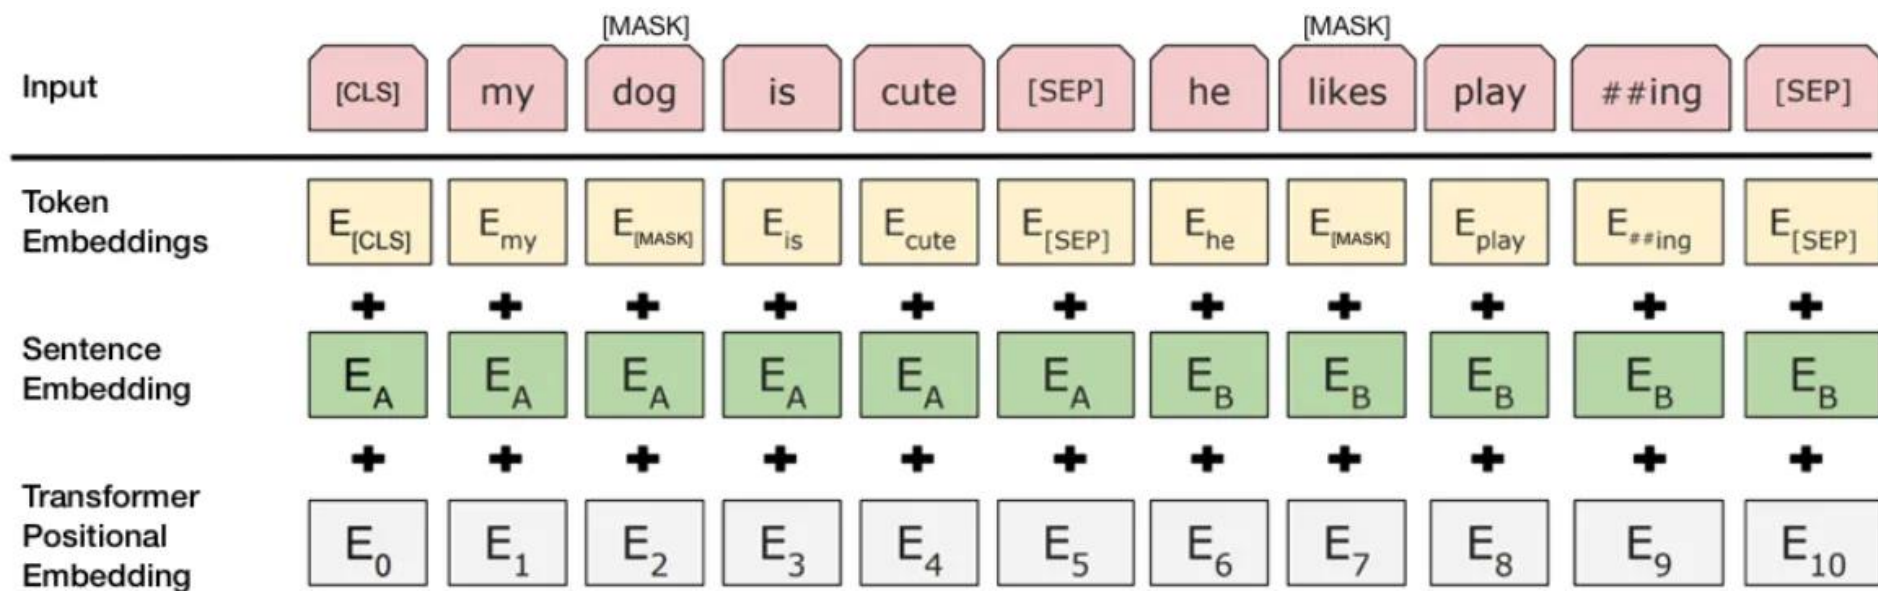 [MASK] [MASK]
Input [CLS] my dog is cute [SEP] he likes play ##ing [SEP]
Token
Embeddings E[CLS] Emy E[MASK] Eis Ecute E[SEP] Ehe E[MASK] Eplay E##ing E[SEP]
+ + + + + + + + + + +
Sentence
Embedding EA EA EA EA EA EA EB EB EB EB EB
+ + + + + + + + + + +
Transformer
Positional
Embedding E0 E1 E2 E3 E4 E5 E6 E7 E8 E9 E10